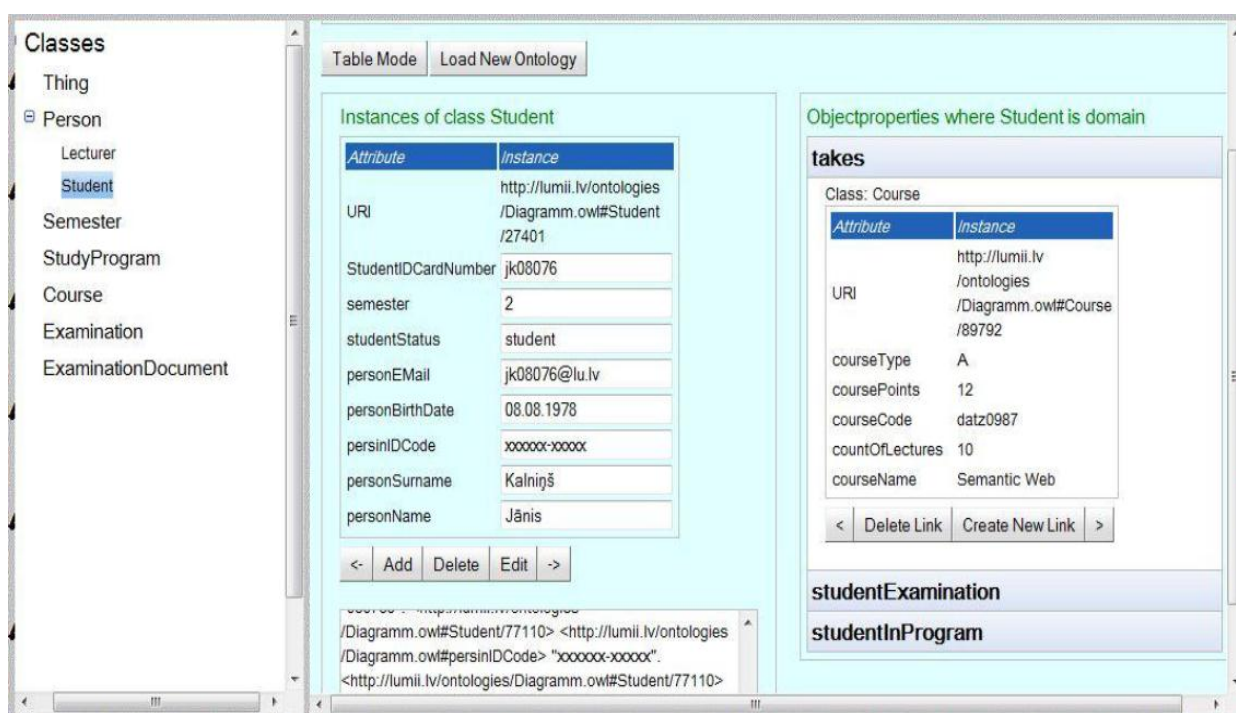 Classes
Thing
Person
Lecturer
Student
Semester
StudyProgram
Course
Examination
ExaminationDocument
Table Mode Load New Ontology
Instances of class Student
Attribute Instance
URI http://lumii.lv/ontologies
/Diagramm.owl#Student
/27401
StudentIDCardNumber jk08076
semester 2
studentStatus student
personEMail jk08076@lu.lv
personBirthDate 08.08.1978
persinIDCode xxxxxx-xxxxx
personSurname Kalniņš
personName Jānis
<- Add Delete Edit ->
/Diagramm.owl#Student/77110> <http://lumii.lv/ontologies
/Diagramm.owl#persinIDCode> "xxxxxx-xxxxx".
<http://lumii.lv/ontologies/Diagramm.owl#Student/77110>
Objectproperties where Student is domain
takes
Class: Course
Attribute Instance
URI http://lumii.lv
/ontologies
/Diagramm.owl#Course
/89792
courseType A
coursePoints 12
courseCode datz0987
countOfLectures 10
courseName Semantic Web
< Delete Link Create New Link >
studentExamination
studentInProgram